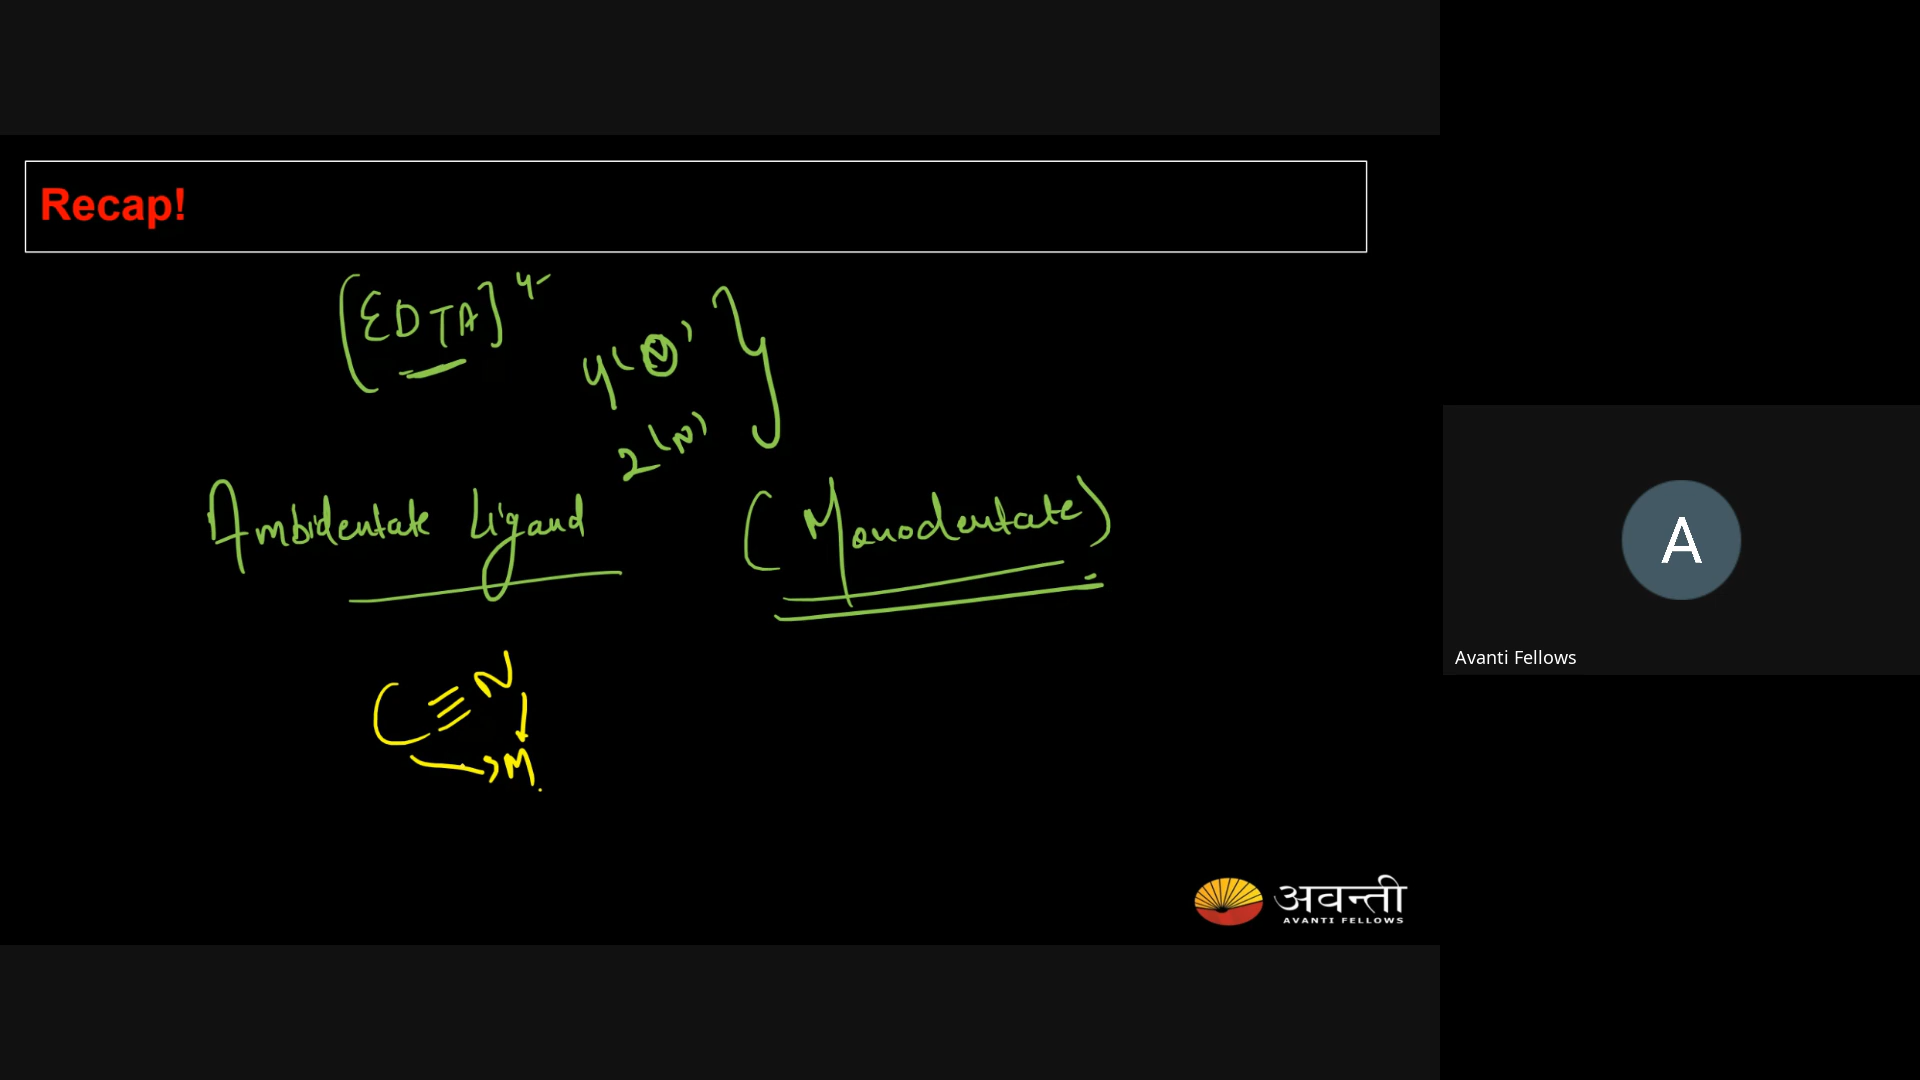 Recap!
[EDTA]⁴⁻
4(N)
2(N)
Ambidentate Ligand (Monodentate)
C≡N
→M
A
Avanti Fellows
अवन्ती
AVANTI FELLOWS